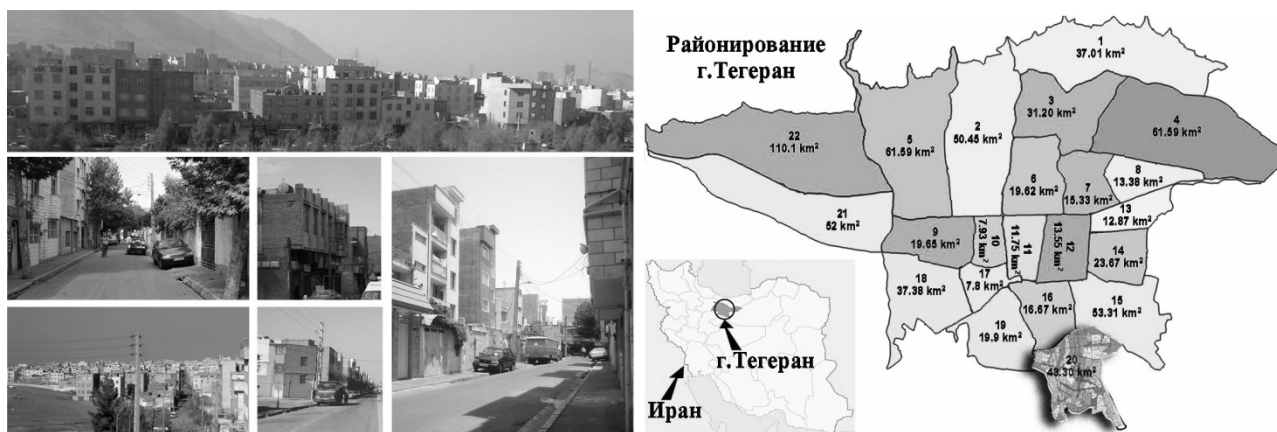 Районирование
г.Тегеран
1
37.01 km²
2
50.45 km²
3
31.20 km²
4
61.59 km²
5
61.59 km²
22
110.1 km²
6
19.62 km²
7
15.33 km²
8
13.38 km²
21
52 km²
13
12.87 km²
9
19.65 km²
10
7.93 km²
11
11.75 km²
12
13.55 km²
14
23.67 km²
18
37.38 km²
17
7.8 km²
16
16.67 km²
15
53.31 km²
19
19.9 km²
20
48.30 km²
г.Тегеран
Иран